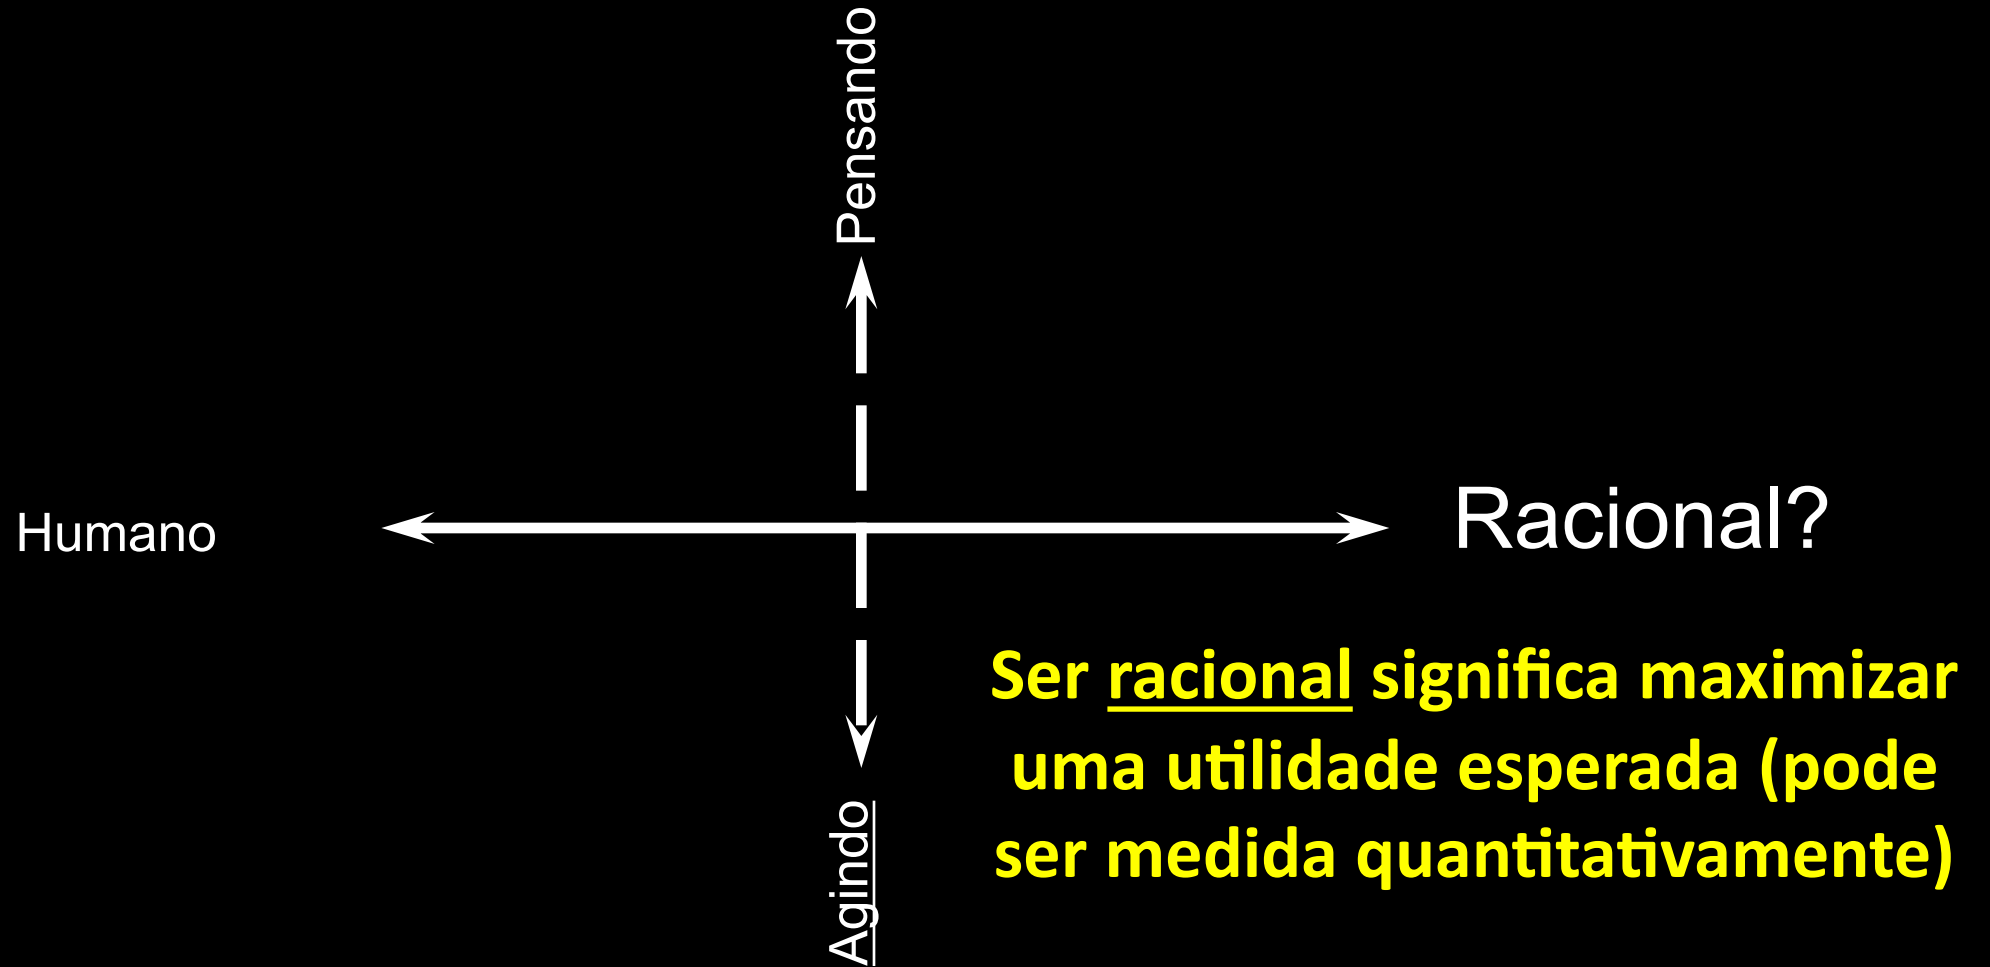 Pensando
Humano
Racional?
Ser racional significa maximizar
uma utilidade esperada (pode
ser medida quantitativamente)
Agindo